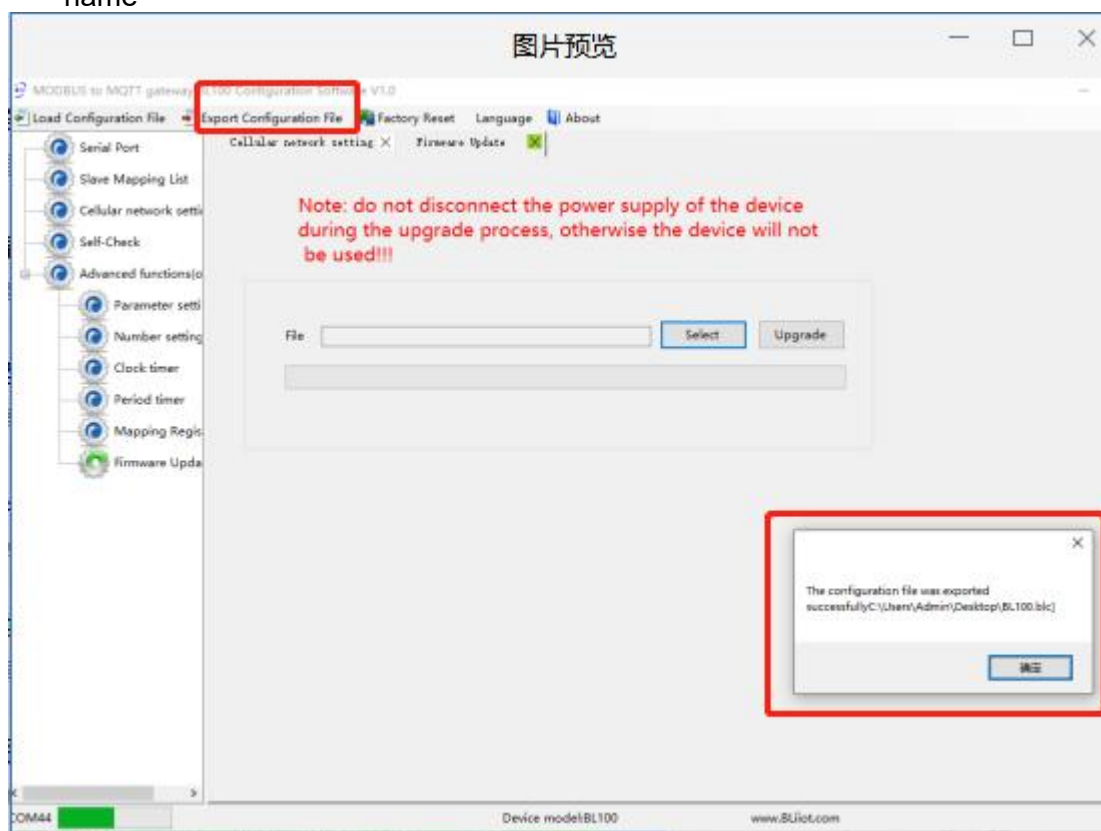 name
图片预览
MODBUS to MQTT gateway BL100 Configuration Software V1.0
Load Configuration File Export Configuration File Factory Reset Language About
Cellular network setting Firmware Update
Serial Port
Slave Mapping List
Cellular network setti
Self-Check
Advanced functions(o
Parameter setti
Number setting
Clock timer
Period timer
Mapping Regis
Firmware Upda
Note: do not disconnect the power supply of the device
during the upgrade process, otherwise the device will not
be used!!!
File Select Upgrade
The configuration file was exported
successfullyC:\Users\Admin\Desktop\BL100.blc]
确定
COM44 Device model:BL100 www.BLiiot.com